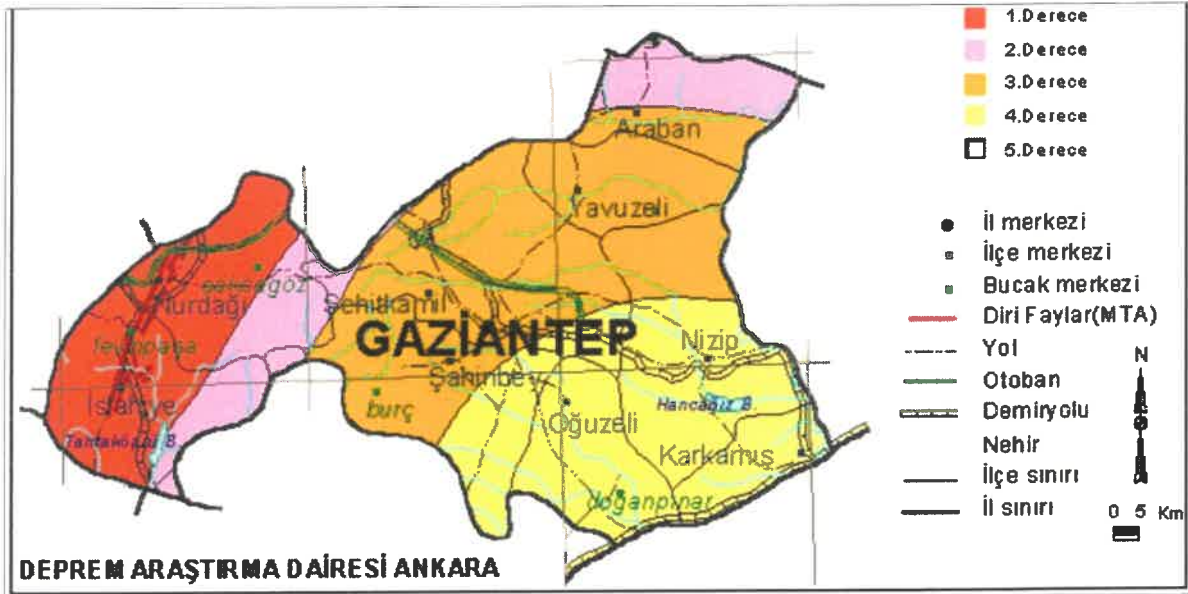 1.Derece
2.Derece
3.Derece
4.Derece
5.Derece
Araban
Yavuzeli
Nurdağı
Şehitkamil
GAZİANTEP
Nizip
Şahinbey
İslahiye
burç
Oğuzeli
Hancağız B.
Tahtaköprü B.
Karkamış
doğanpınar
İl merkezi
İlçe merkezi
Bucak merkezi
Diri Faylar(MTA)
Yol
Otoban
Demiryolu
Nehir
İlçe sınırı
İl sınırı
N
0 5 Km
DEPREM ARAŞTIRMA DAİRESİ ANKARA